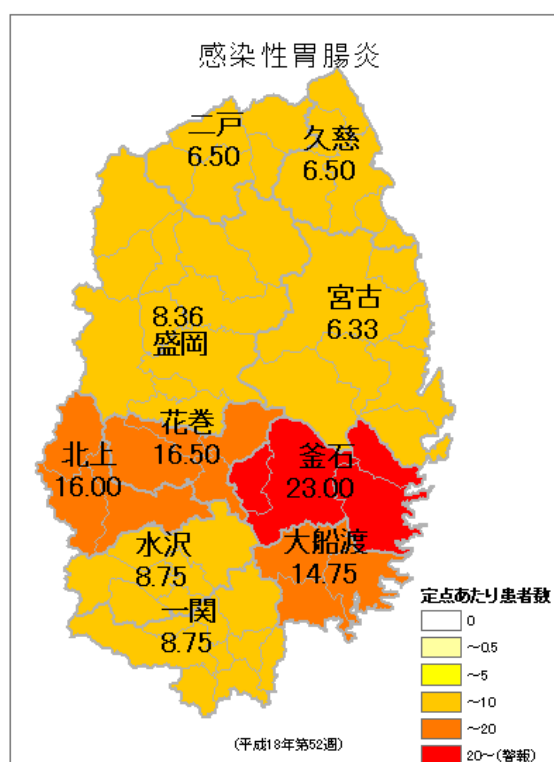 感染性胃腸炎
二戸
6.50
久慈
6.50
8.36
盛岡
宮古
6.33
花巻
16.50
北上
16.00
釜石
23.00
水沢
8.75
大船渡
14.75
一関
8.75
定点あたり患者数
0
～0.5
～5
～10
～20
20～(警報)
(平成18年第52週)